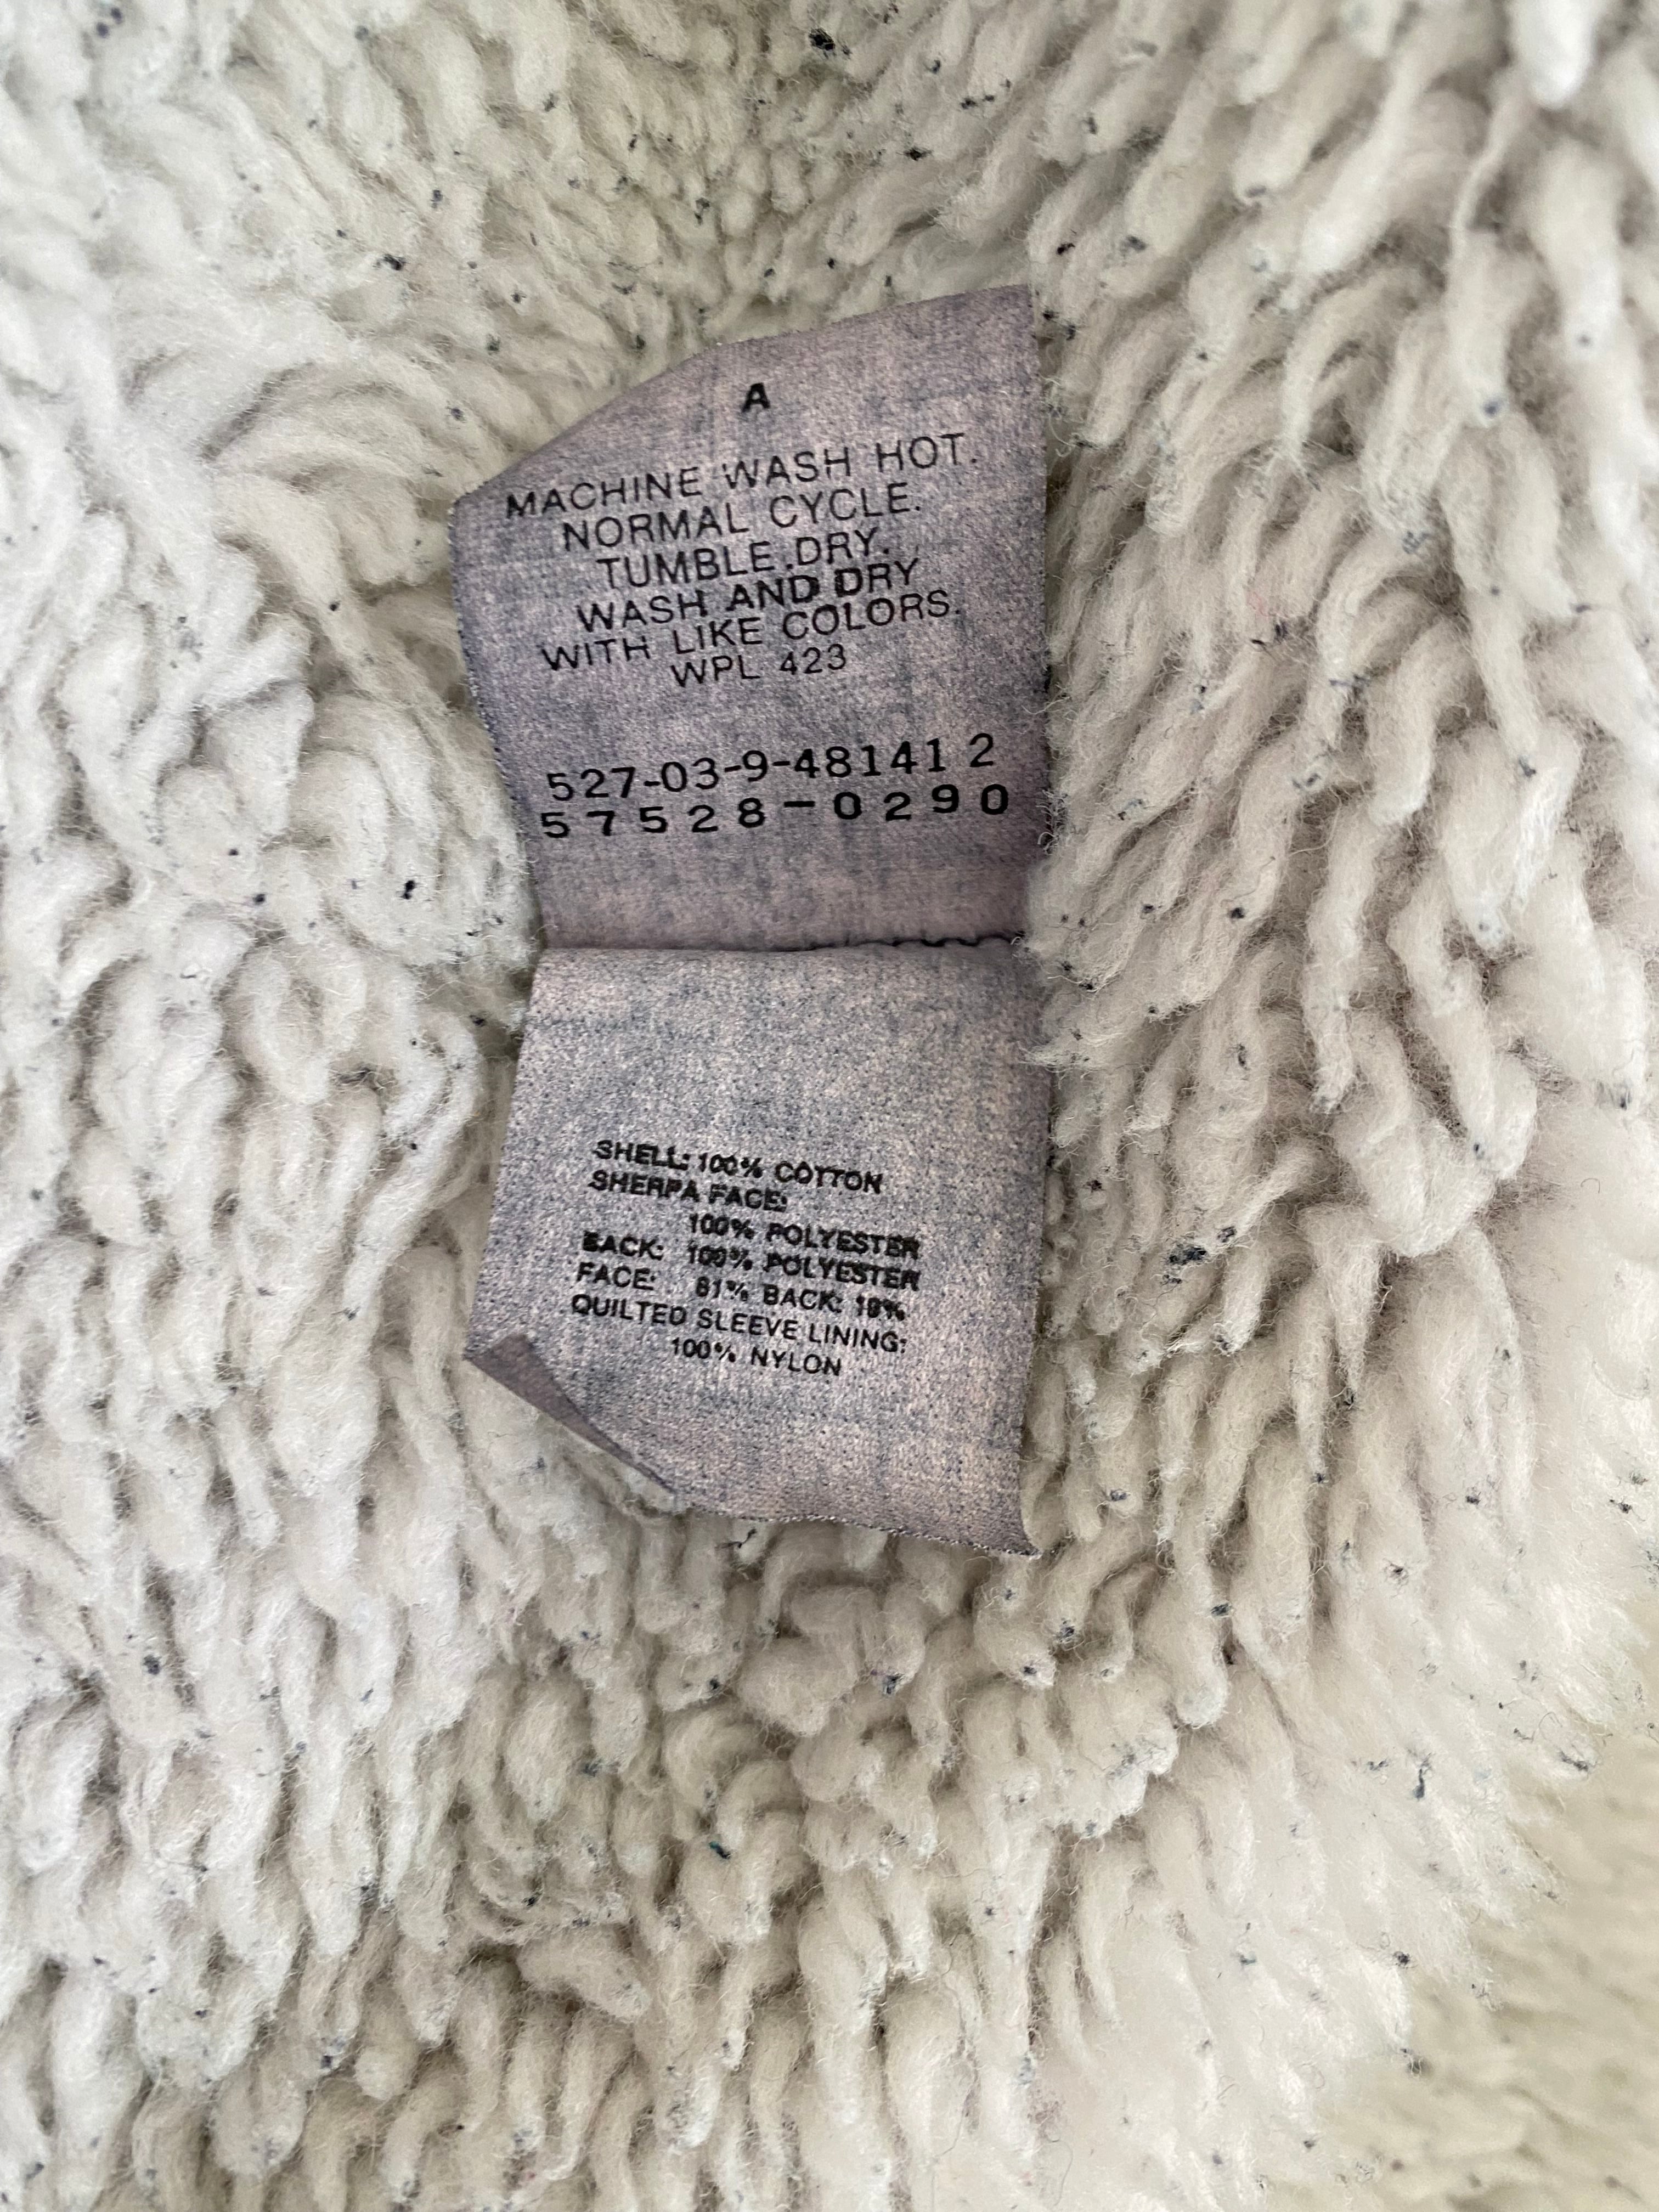 A
MACHINE WASH HOT.
NORMAL CYCLE.
TUMBLE DRY.
WASH AND DRY
WITH LIKE COLORS.
WPL 423
527-03-9-48141 2
57528-0290
SHELL: 100% COTTON
SHERPA FACE:
100% POLYESTER
BACK: 100% POLYESTER
FACE: 81% BACK: 19%
QUILTED SLEEVE LINING:
100% NYLON